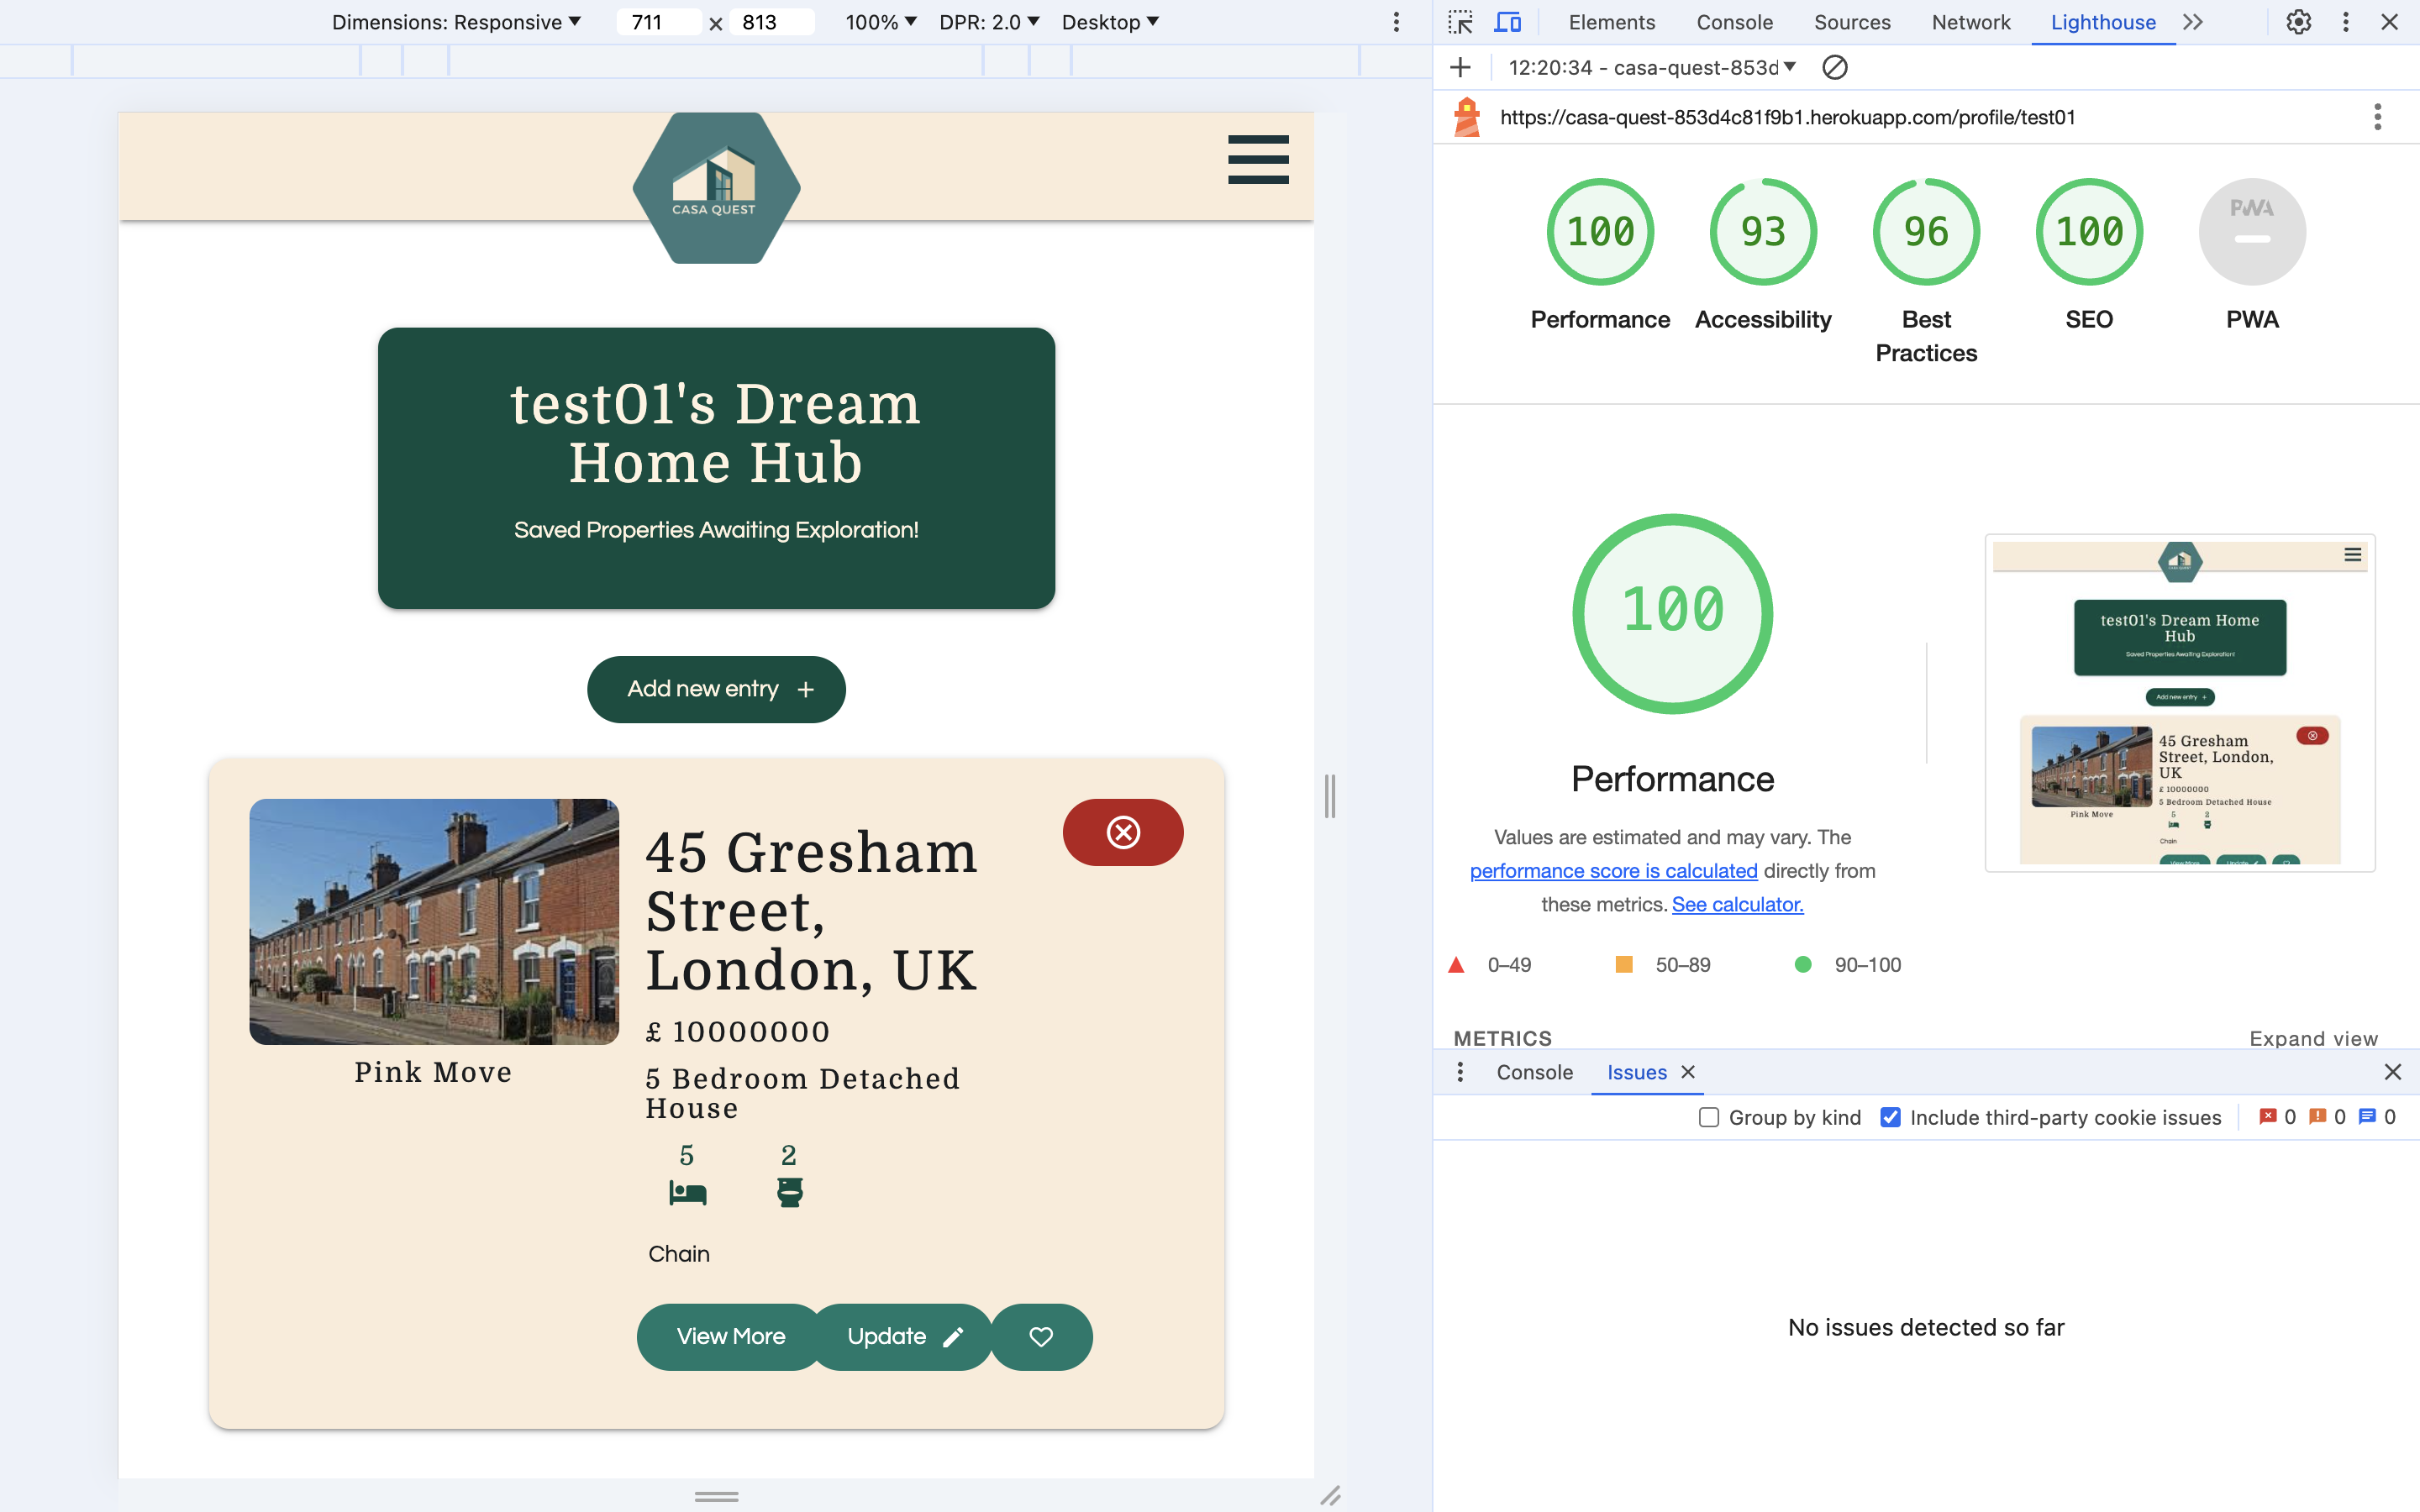 Dimensions: Responsive 711 × 813 100% DPR: 2.0 Desktop
CASA QUEST
test01's Dream
Home Hub
Saved Properties Awaiting Exploration!
Add new entry +
45 Gresham
Street,
London, UK
£ 10000000
Pink Move
5 Bedroom Detached
House
5 2
Chain
View More Update
Elements Console Sources Network Lighthouse
12:20:34 - casa-quest-853d
https://casa-quest-853d4c81f9b1.herokuapp.com/profile/test01
100 93 96 100 PWA
Performance Accessibility Best Practices SEO PWA
100
Performance
Values are estimated and may vary. The
performance score is calculated directly from
these metrics. See calculator.
0–49 50–89 90–100
test01's Dream Home
Hub
Saved Properties Awaiting Exploration!
Add new entry +
45 Gresham
Street, London,
UK
£ 10000000
5 Bedroom Detached House
Pink Move
5 2
Chain
View More Update
METRICS Expand view
Console Issues
Group by kind Include third-party cookie issues 0 0 0
No issues detected so far